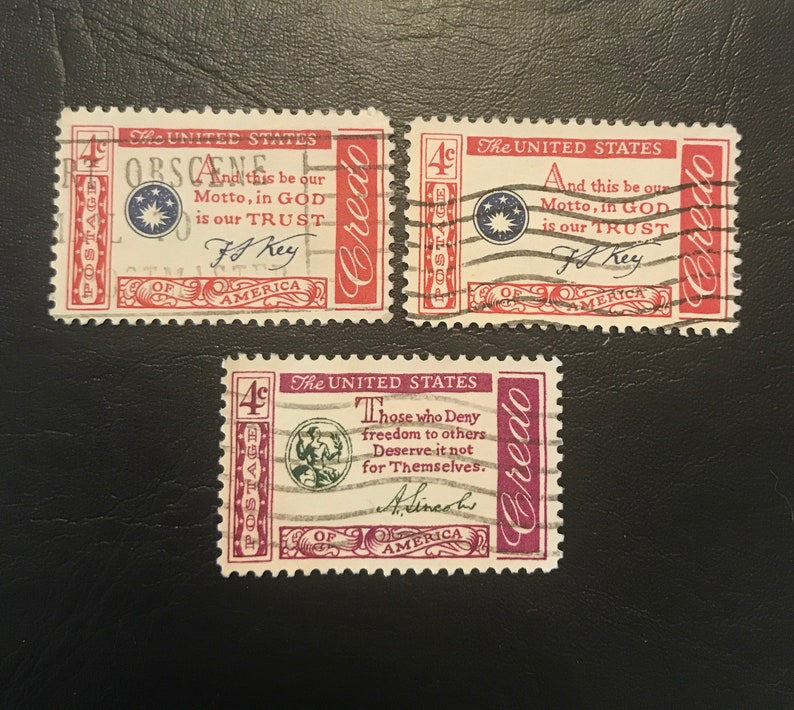 4c
The UNITED STATES
And this be our
Motto, in GOD
is our TRUST
F S Key
POSTAGE
OF AMERICA
Credo
OBSCENE
TO
4c
The UNITED STATES
And this be our
Motto, in GOD
is our TRUST
F S Key
POSTAGE
OF AMERICA
Credo
4c
The UNITED STATES
Those who Deny
freedom to others
Deserve it not
for Themselves.
A. Lincoln
POSTAGE
OF AMERICA
Credo